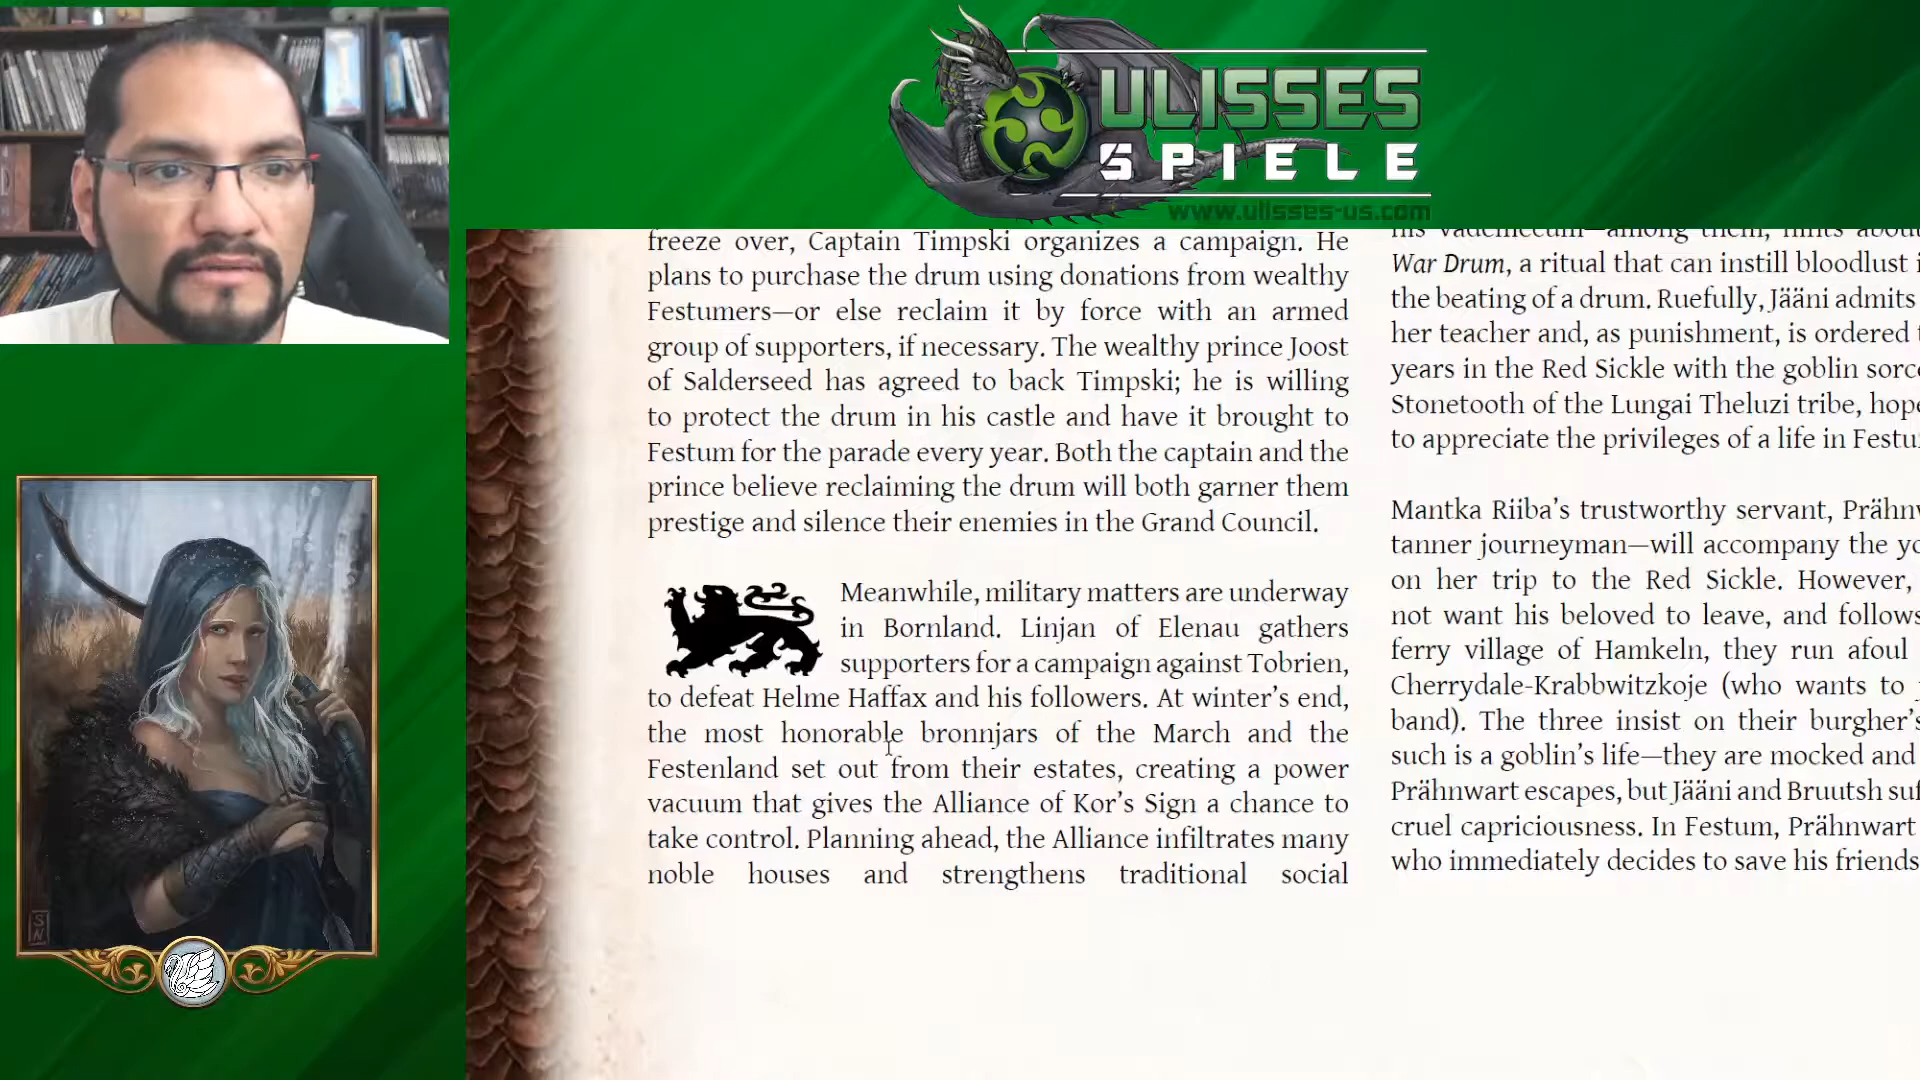 ULISSES
SPIELE
www.ulisses-us.com
freeze over, Captain Timpski organizes a campaign. He
plans to purchase the drum using donations from wealthy
Festumers—or else reclaim it by force with an armed
group of supporters, if necessary. The wealthy prince Joost
of Salderseed has agreed to back Timpski; he is willing
to protect the drum in his castle and have it brought to
Festum for the parade every year. Both the captain and the
prince believe reclaiming the drum will both garner them
prestige and silence their enemies in the Grand Council.
Meanwhile, military matters are underway
in Bornland. Linjan of Elenau gathers
supporters for a campaign against Tobrien,
to defeat Helme Haffax and his followers. At winter's end,
the most honorable bronnjars of the March and the
Festenland set out from their estates, creating a power
vacuum that gives the Alliance of Kor's Sign a chance to
take control. Planning ahead, the Alliance infiltrates many
noble houses and strengthens traditional social
his vademecum—among them, hints about
War Drum, a ritual that can instill bloodlust i
the beating of a drum. Ruefully, Jääni admits
her teacher and, as punishment, is ordered t
years in the Red Sickle with the goblin sorc
Stonetooth of the Lungai Theluzi tribe, hop
to appreciate the privileges of a life in Festu
Mantka Riiba's trustworthy servant, Prähnw
tanner journeyman—will accompany the yo
on her trip to the Red Sickle. However,
not want his beloved to leave, and follows
ferry village of Hamkeln, they run afoul
Cherrydale-Krabbwitzkoje (who wants to
band). The three insist on their burgher's
such is a goblin's life—they are mocked and
Prähnwart escapes, but Jääni and Bruutsh suf
cruel capriciousness. In Festum, Prähnwart
who immediately decides to save his friends
S
N